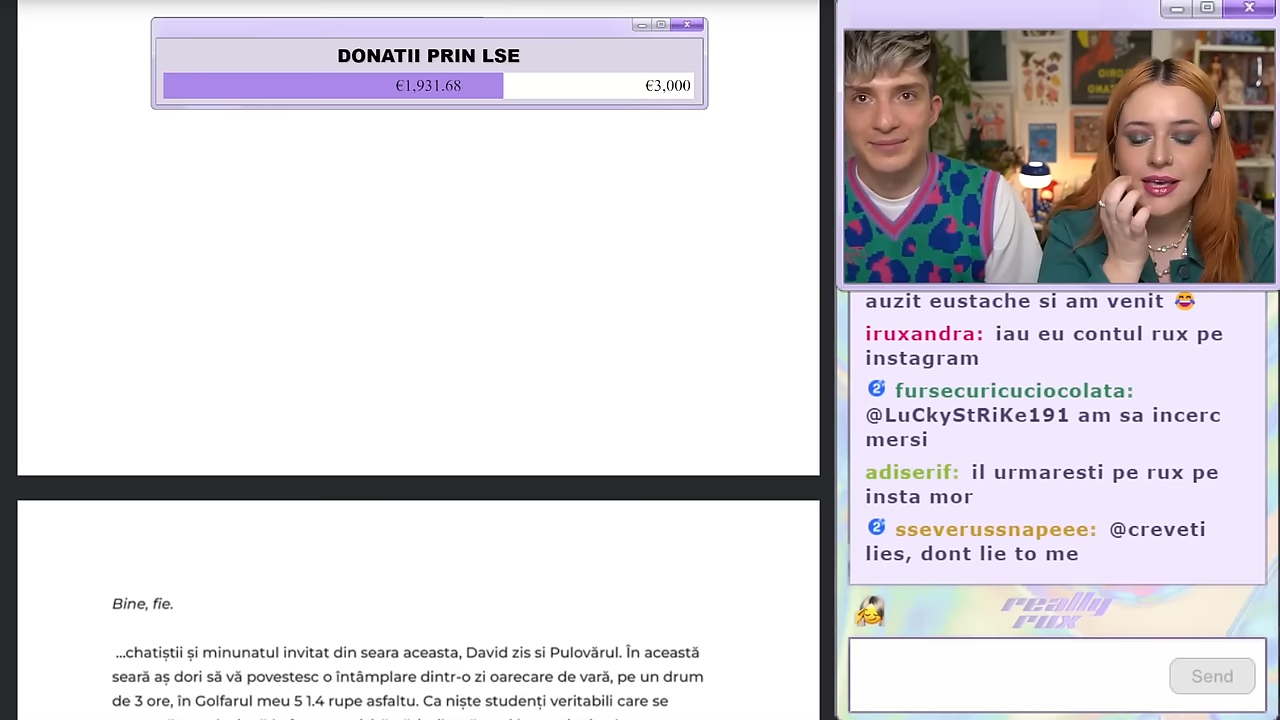 DONATII PRIN LSE
€1,931.68
€3,000
Bine, fie.
...chatiștii și minunatul invitat din seara aceasta, David zis si Pulovărul. În această
seară aș dori să vă povestesc o întâmplare dintr-o zi oarecare de vară, pe un drum
de 3 ore, în Golfarul meu 5 1.4 rupe asfaltu. Ca niște studenți veritabili care se
auzit eustache si am venit 😂
iruxandra: iau eu contul rux pe
instagram
fursecuricuciocolata:
@LuCkyStRiKe191 am sa incerc
mersi
adiserif: il urmaresti pe rux pe
insta mor
sseverussnapeee: @creveti
lies, dont lie to me
really
rux
Send